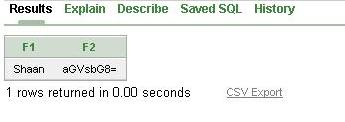 Results Explain Describe Saved SQL History
F1 F2
Shaan aGVsbG8=
1 rows returned in 0.00 seconds CSV Export